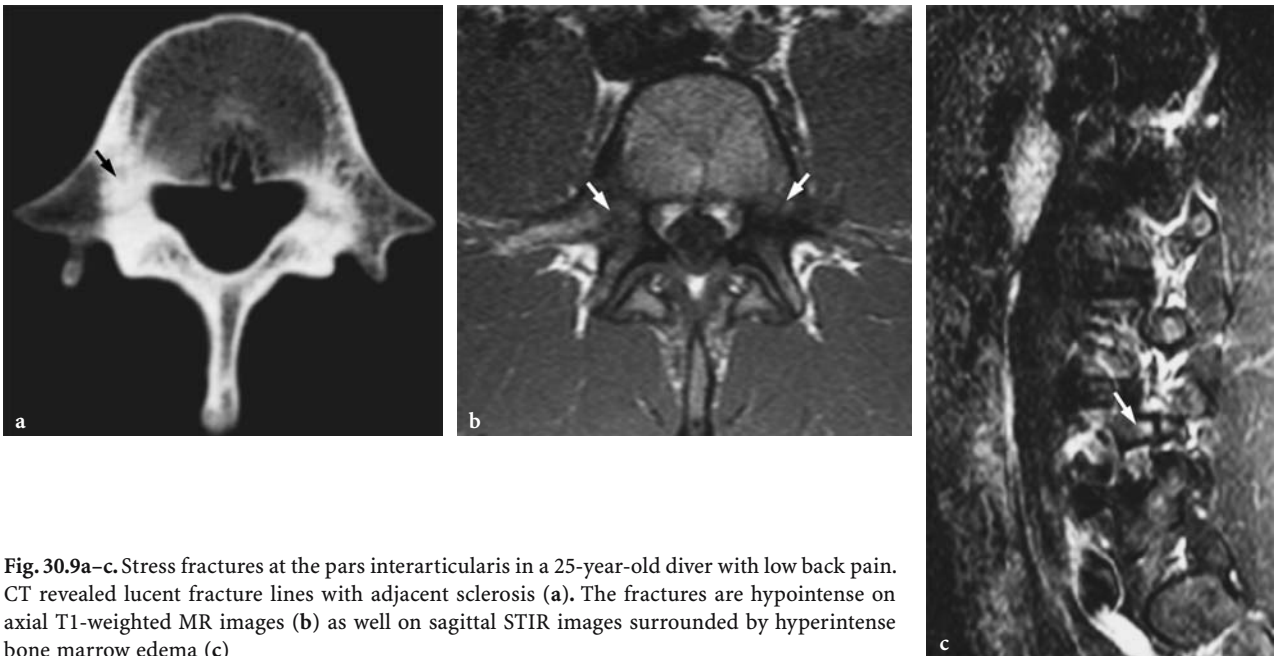 a
b
c
Fig. 30.9a–c. Stress fractures at the pars interarticularis in a 25-year-old diver with low back pain.
CT revealed lucent fracture lines with adjacent sclerosis (a). The fractures are hypointense on
axial T1-weighted MR images (b) as well on sagittal STIR images surrounded by hyperintense
bone marrow edema (c)